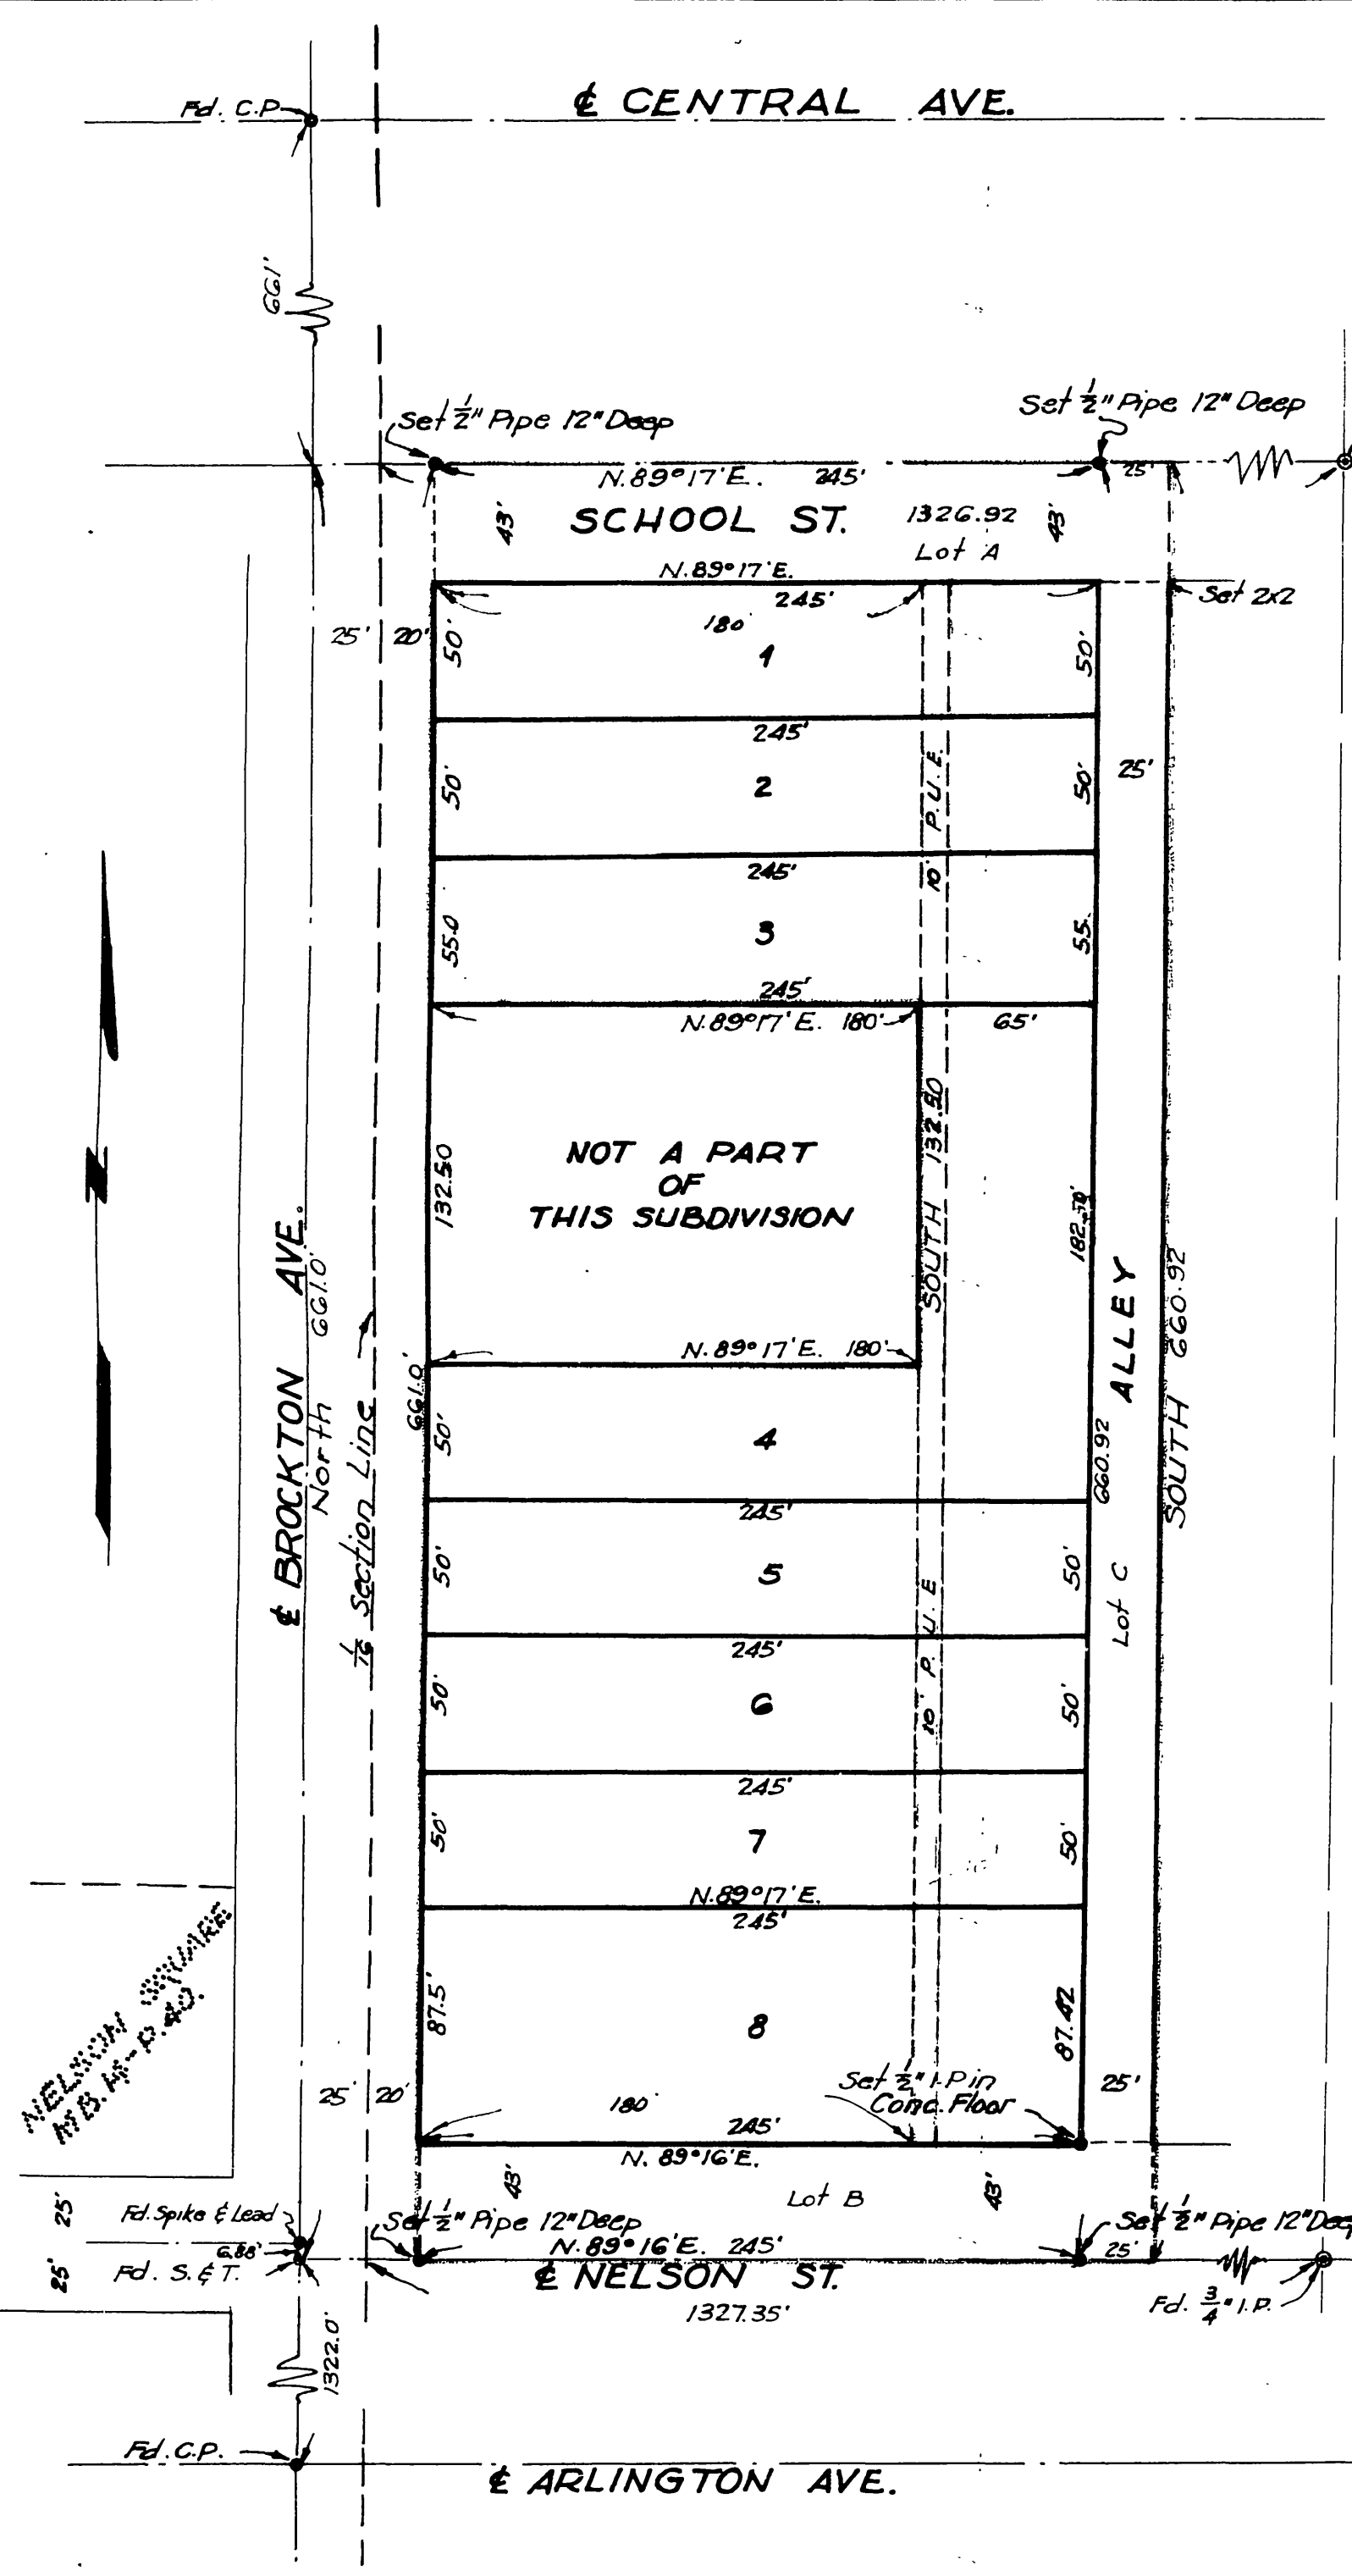 Fd. C.P.
℄ CENTRAL AVE.
661'
Set ½" Pipe 12" Deep
Set ½" Pipe 12" Deep
N.89°17'E. 245'
25'
43'
SCHOOL ST.
1326.92
43'
Lot A
N.89°17'E.
245'
Set 2x2
180'
25'
20'
50'
1
50'
245'
50'
2
50'
25'
10' P.U.E.
245'
55.0
3
55.
245'
N.89°17'E. 180'
65'
SOUTH 132.50
132.50
NOT A PART
OF
THIS SUBDIVISION
182.50'
N
℄ BROCKTON AVE.
North 661.0'
1/16 Section Line
661.0'
N.89°17'E. 180'
ALLEY
SOUTH 660.92
660.92
50'
4
245'
50'
5
50'
Lot C
10' P.U.E
245'
50'
6
50'
245'
50'
7
50'
N.89°17'E.
245'
NELSON SQUARE
87.5'
8
87.42
25'
20'
Set ½" I.Pin
Conc. Floor
25'
180'
245'
N. 89°16'E.
43'
Lot B
43'
25'
Fd. Spike & Lead
Set ½" Pipe 12" Deep
Set ½" Pipe 12" Deep
6.88'
N.89°16'E. 245'
25'
25'
Fd. S. & T.
℄ NELSON ST.
Fd. ¾" I.P.
1327.35'
1322.0'
Fd. C.P.
℄ ARLINGTON AVE.